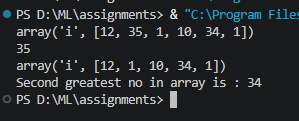 PS D:\ML\assignments> & "C:\Program Files
array('i', [12, 35, 1, 10, 34, 1])
35
array('i', [12, 1, 10, 34, 1])
Second greatest no in array is : 34
PS D:\ML\assignments>